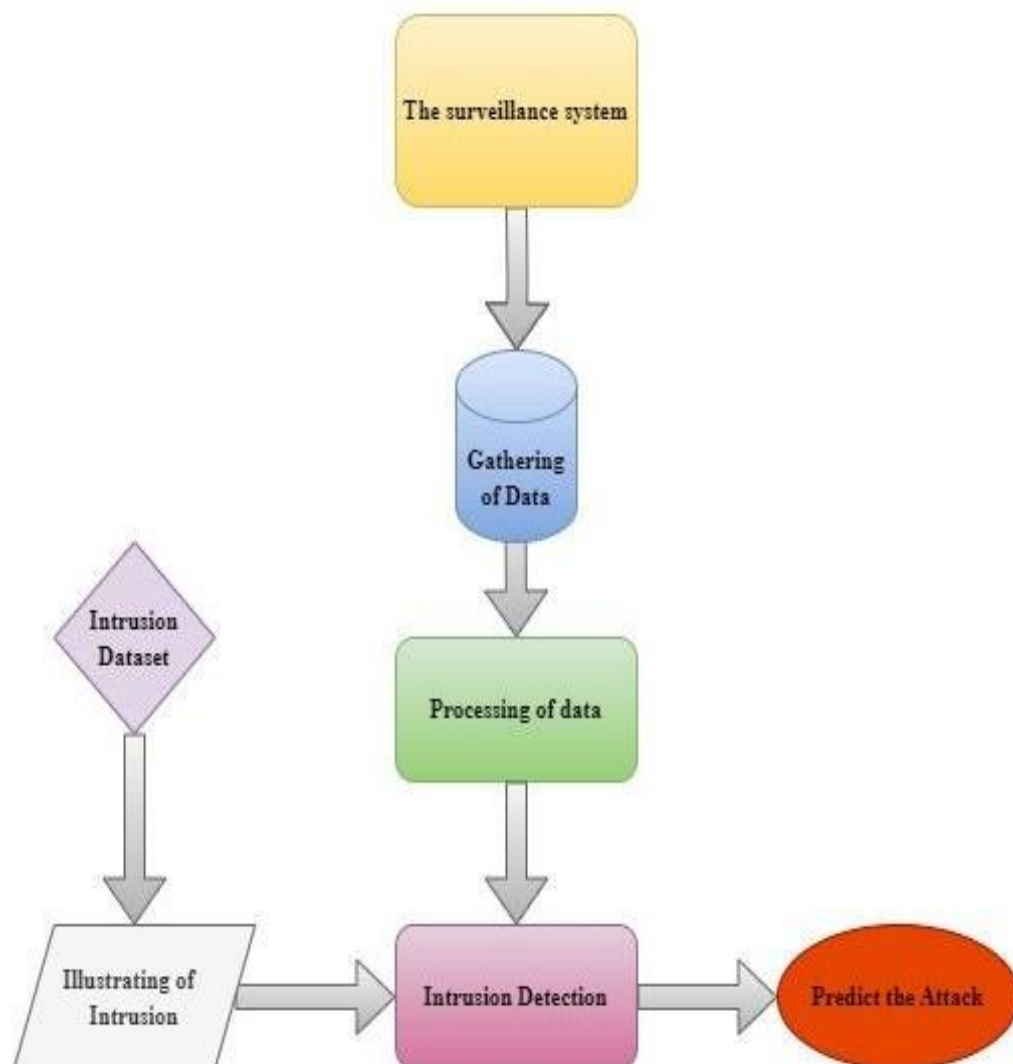 The surveillance system
Gathering
of Data
Intrusion
Dataset
Processing of data
Illustrating of
Intrusion
Intrusion Detection
Predict the Attack